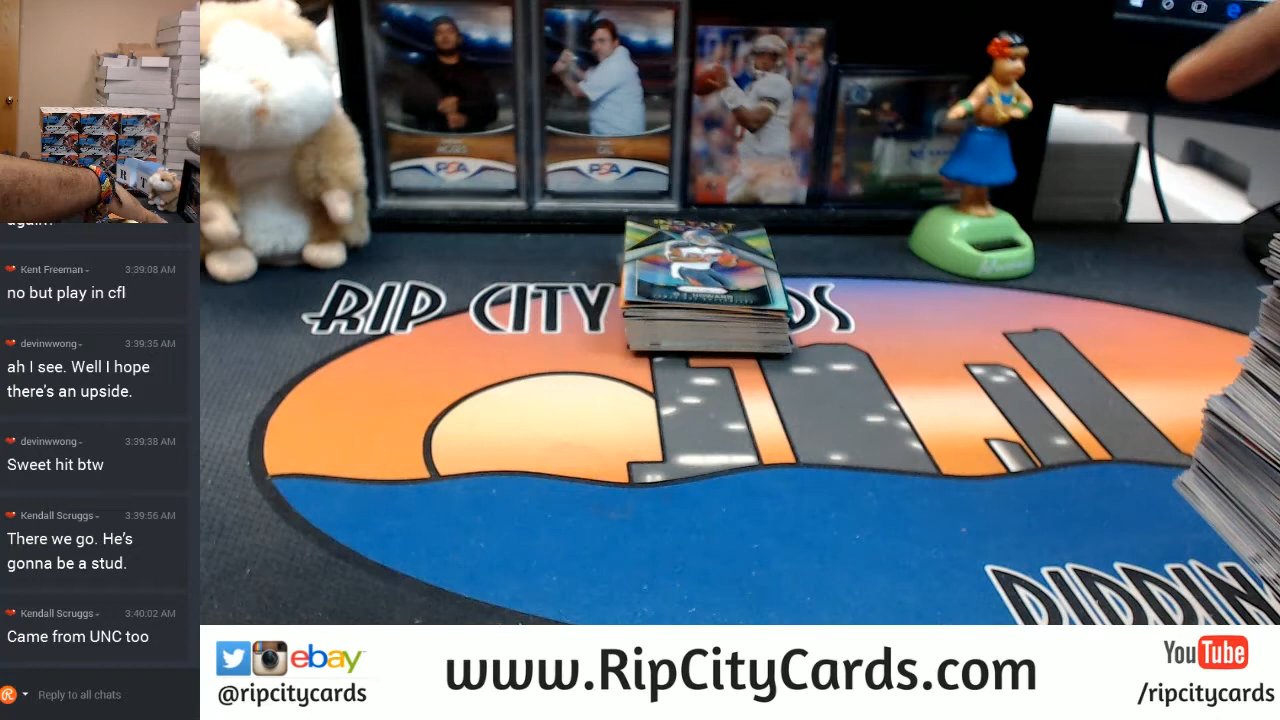 again?
Kent Freeman -
3:39:08 AM
no but play in cfl
devinwwong -
3:39:35 AM
ah I see. Well I hope
there's an upside.
devinwwong -
3:39:38 AM
Sweet hit btw
Kendall Scruggs -
3:39:56 AM
There we go. He's
gonna be a stud.
Kendall Scruggs -
3:40:02 AM
Came from UNC too
Reply to all chats
PSA
PSA
RIP CITY
DS
RIPPIN
ebay
@ripcitycards
www.RipCityCards.com
YouTube
/ripcitycards